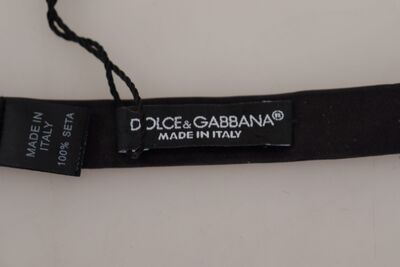 MADE IN
ITALY
100% SETA
DOLCE & GABBANA®
MADE IN ITALY